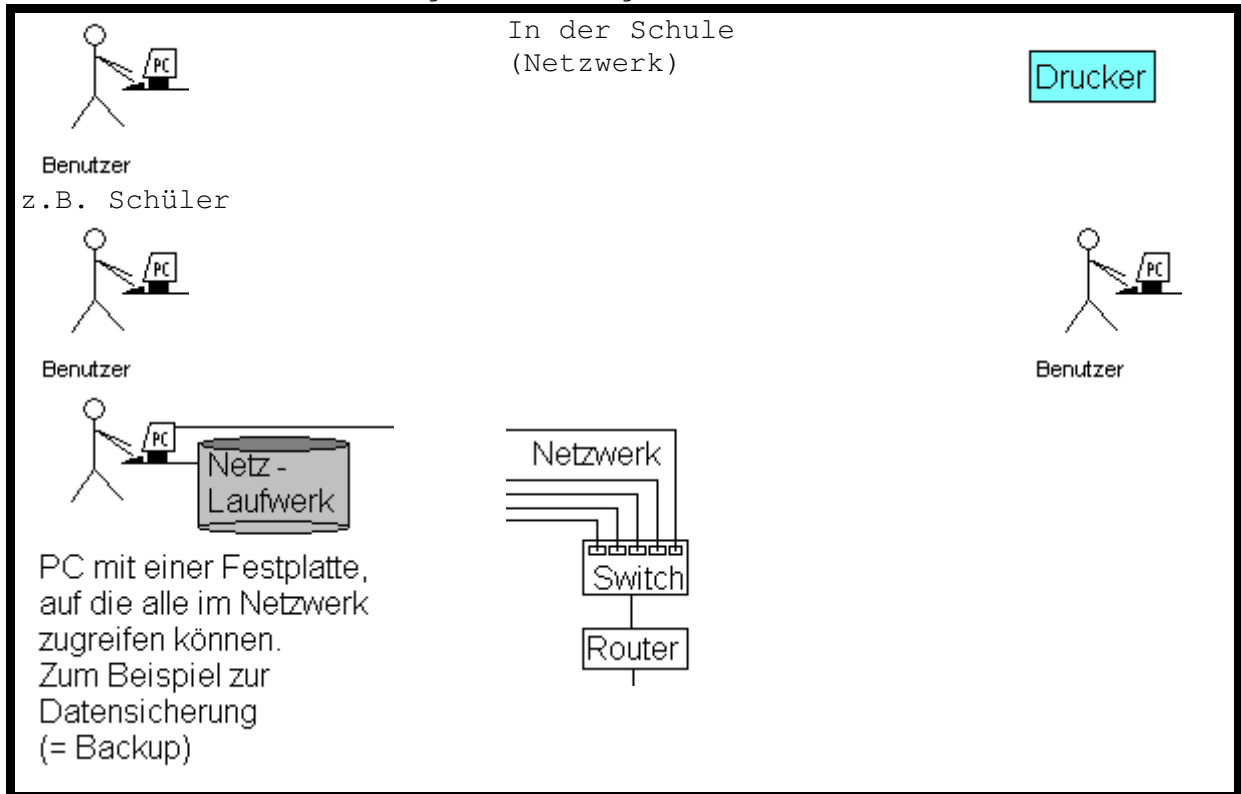 In der Schule
(Netzwerk)
PC
Drucker
Benutzer
z.B. Schüler
PC
PC
Benutzer
Benutzer
PC
Netz-
Laufwerk
Netzwerk
Switch
Router
PC mit einer Festplatte,
auf die alle im Netzwerk
zugreifen können.
Zum Beispiel zur
Datensicherung
(= Backup)